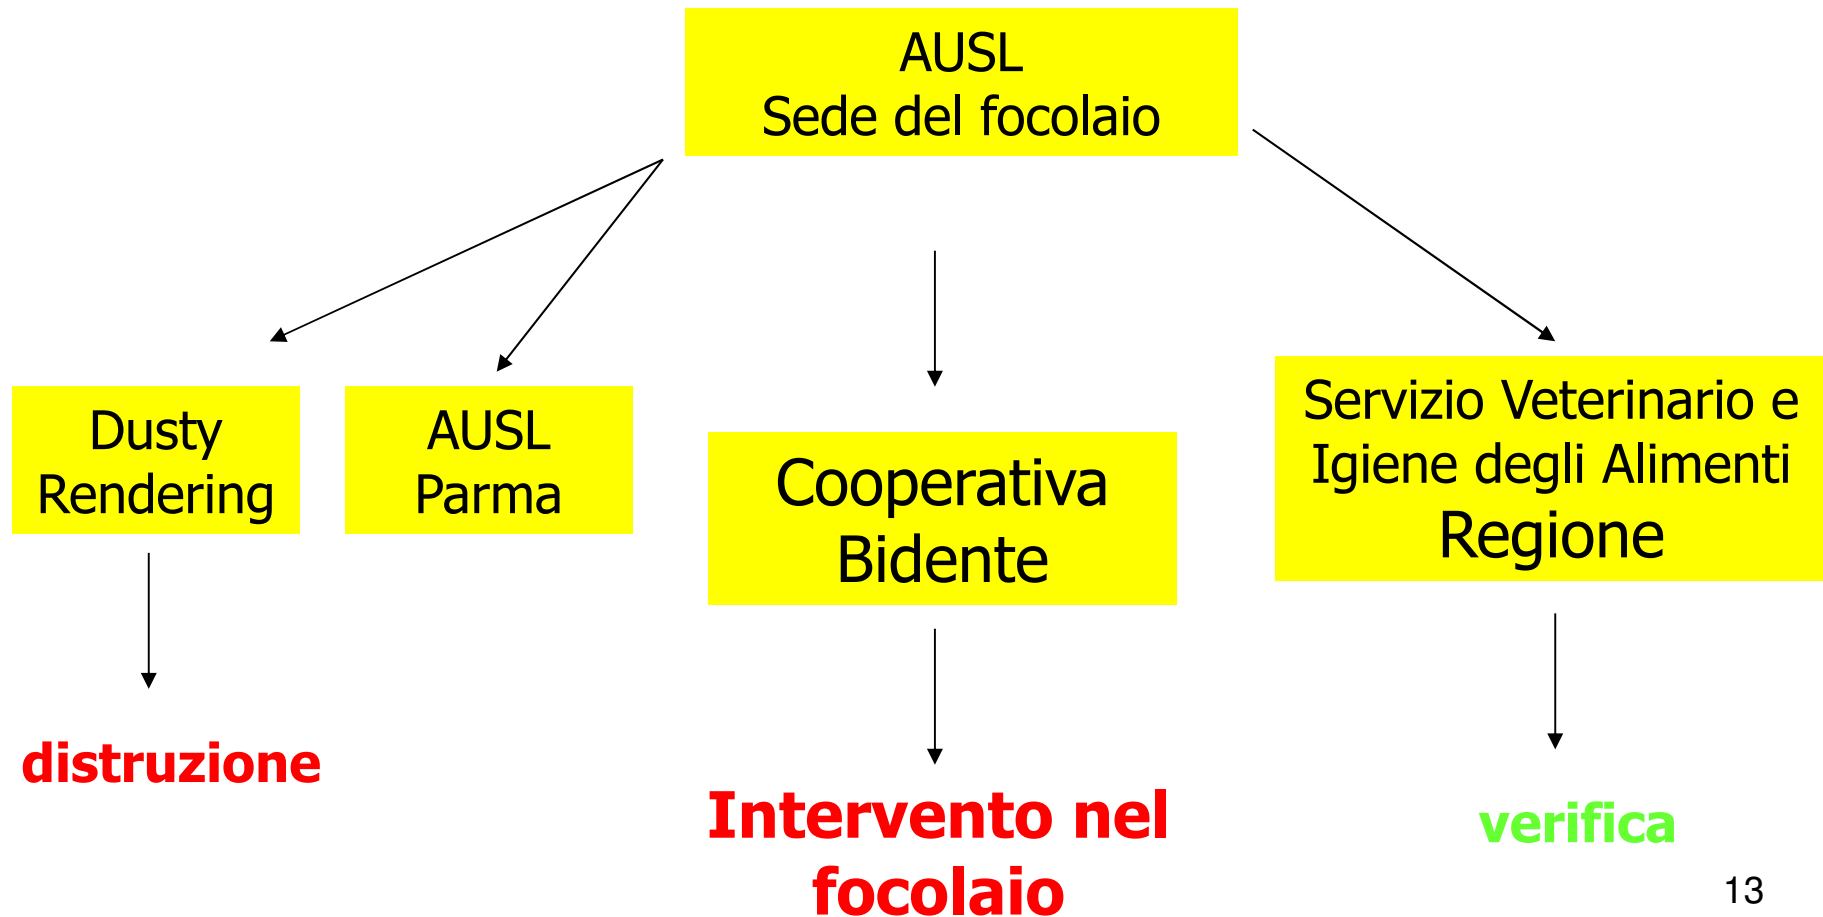 AUSL
Sede del focolaio
Dusty
Rendering
AUSL
Parma
Cooperativa
Bidente
Servizio Veterinario e
Igiene degli Alimenti
Regione
distruzione
Intervento nel
focolaio
verifica
13